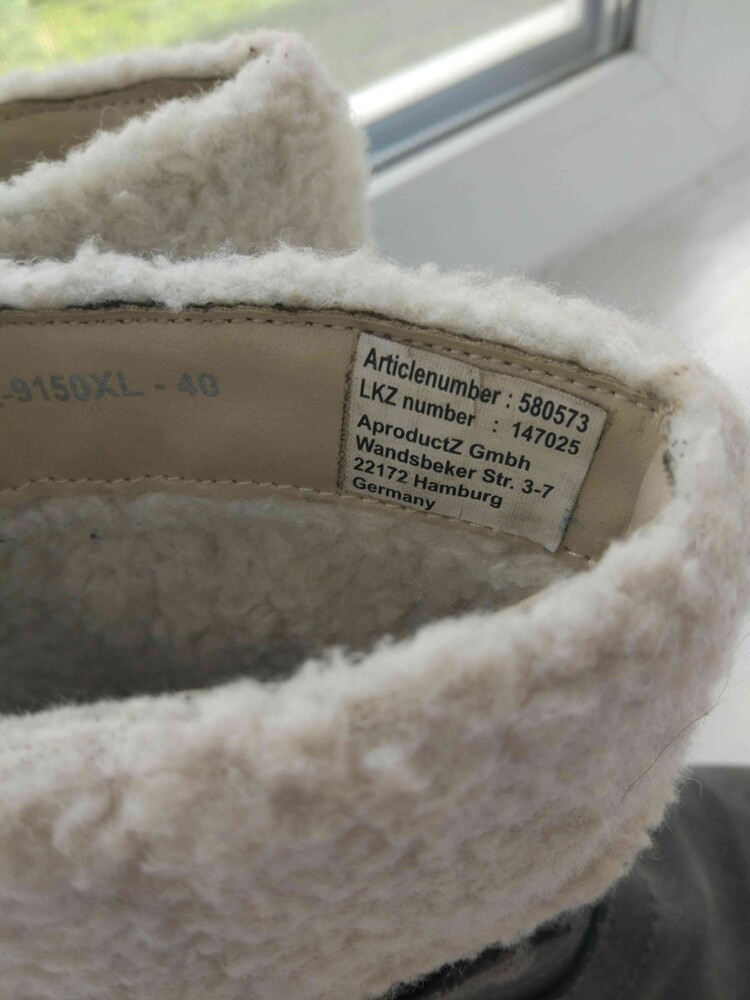 -9150XL - 40
Articlenumber : 580573
LKZ number : 147025
AproductZ Gmbh
Wandsbeker Str. 3-7
22172 Hamburg
Germany